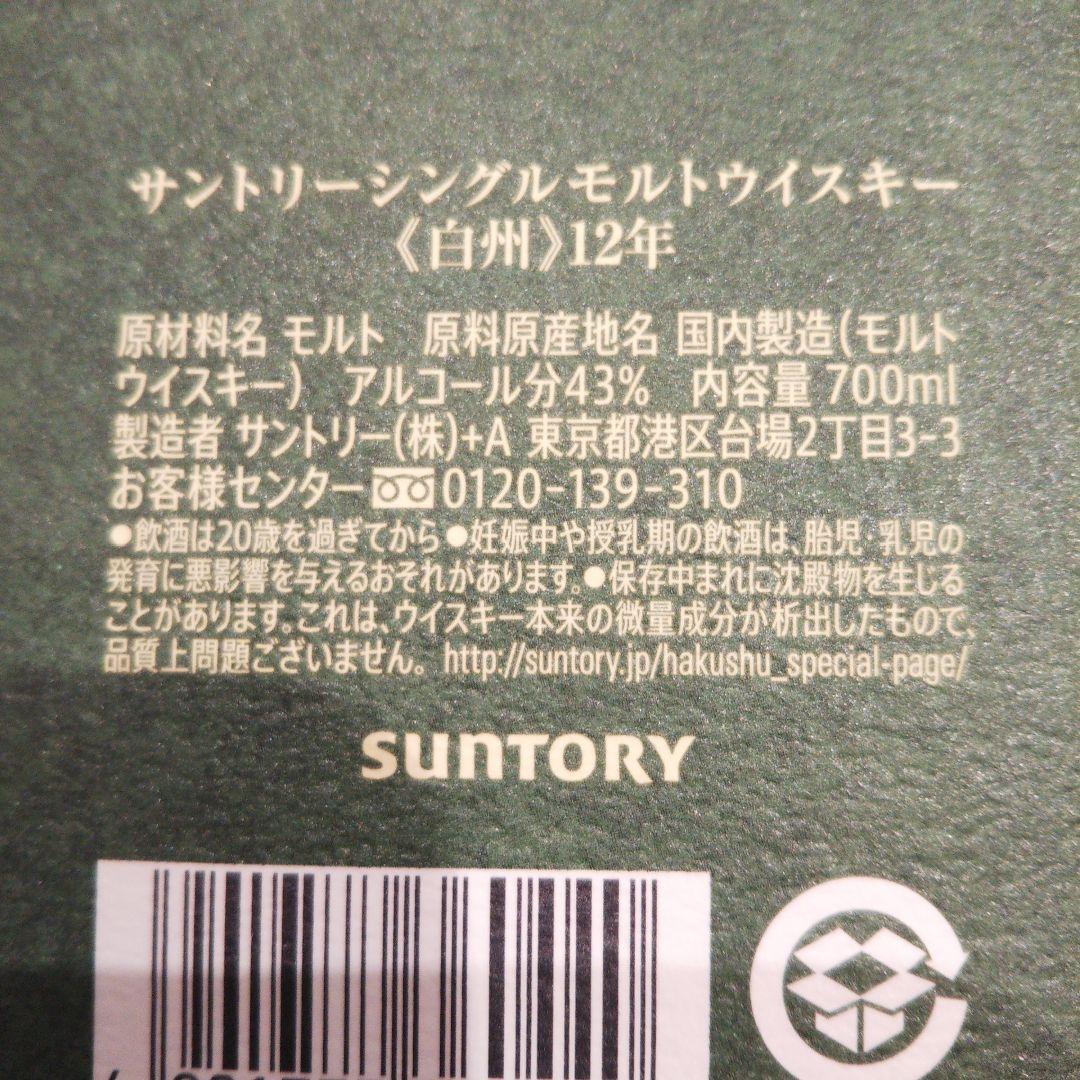 サントリーシングルモルトウイスキー
《白州》12年
原材料名 モルト　原料原産地名 国内製造(モルト
ウイスキー)　アルコール分43%　内容量 700ml
製造者 サントリー(株)+A 東京都港区台場2丁目3-3
お客様センター 0120-139-310
●飲酒は20歳を過ぎてから●妊娠中や授乳期の飲酒は、胎児・乳児の
発育に悪影響を与えるおそれがあります。●保存中まれに沈殿物を生じる
ことがあります。これは、ウイスキー本来の微量成分が析出したもので、
品質上問題ございません。 http://suntory.jp/hakushu_special-page/
SUNTORY